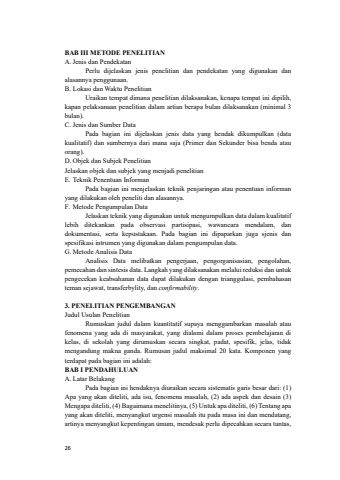 BAB III METODE PENELITIAN
A. Jenis dan Pendekatan
Perlu dijelaskan jenis penelitian dan pendekatan yang digunakan dan
alasannya penggunaan.
B. Lokasi dan Waktu Penelitian
Uraikan tempat dimana penelitian dilaksanakan, kenapa tempat ini dipilih,
kapan pelaksanaan penelitian dalam artian berapa bulan dilaksanakan (minimal 3
bulan).
C. Jenis dan Sumber Data
Pada bagian ini dijelaskan jenis data yang hendak dikumpulkan (data
kualitatif) dan sumbernya dari mana saja (Primer dan Sekunder bisa benda atau
orang).
D. Objek dan Subjek Penelitian
Jelaskan objek dan subjek yang menjadi penelitian
E. Teknik Penentuan Informan
Pada bagian ini menjelaskan teknik penjaringan atau penentuan informan
yang dilakukan oleh peneliti dan alasannya.
F. Metode Pengumpulan Data
Jelaskan teknik yang digunakan untuk mengumpulkan data dalam kualitatif
lebih ditekankan pada observasi partisipasi, wawancara mendalam, dan
dokumentasi, serta kepustakaan. Pada bagian ini dipaparkan juga sjenis dan
spesifikasi intrumen yang digunakan dalam pengumpulan data.
G. Metode Analisis Data
Analisis Data melibatkan pengerjaan, pengorganisasian, pengolahan,
pemecahan dan sintesis data. Langkah yang dilaksanakan melalui reduksi dan untuk
pengecekan keabsahanan data dapat dilakukan dengan trianggulasi, pembahasan
teman sejawat, transferbylity, dan confirmability.
3. PENELITIAN PENGEMBANGAN
Judul Usulan Penelitian
Rumuskan judul dalam kuantitatif supaya menggambarkan masalah atau
fenomena yang ada di masyarakat, yang dialami dalam proses pembelajaran di
kelas, di sekolah yang dirumuskan secara singkat, padat, spesifik, jelas, tidak
mengandung makna ganda. Rumusan judul maksimal 20 kata. Komponen yang
terdapat pada bagian ini adalah:
BAB I PENDAHULUAN
A. Latar Belakang
Pada bagian ini hendaknya diuraikan secara sistematis garis besar dari: (1)
Apa yang akan diteliti, ada isu, fenomena masalah, (2) ada aspek dan desain (3)
Mengapa diteliti, (4) Bagaimana menelitinya, (5) Untuk apa diteliti, (6) Tentang apa
yang akan diteliti, menyangkut urgensi masalah itu pada masa ini dan mendatang,
artinya menyangkut kepentingan umum, mendesak perlu dipecahkan secara tuntas,
26